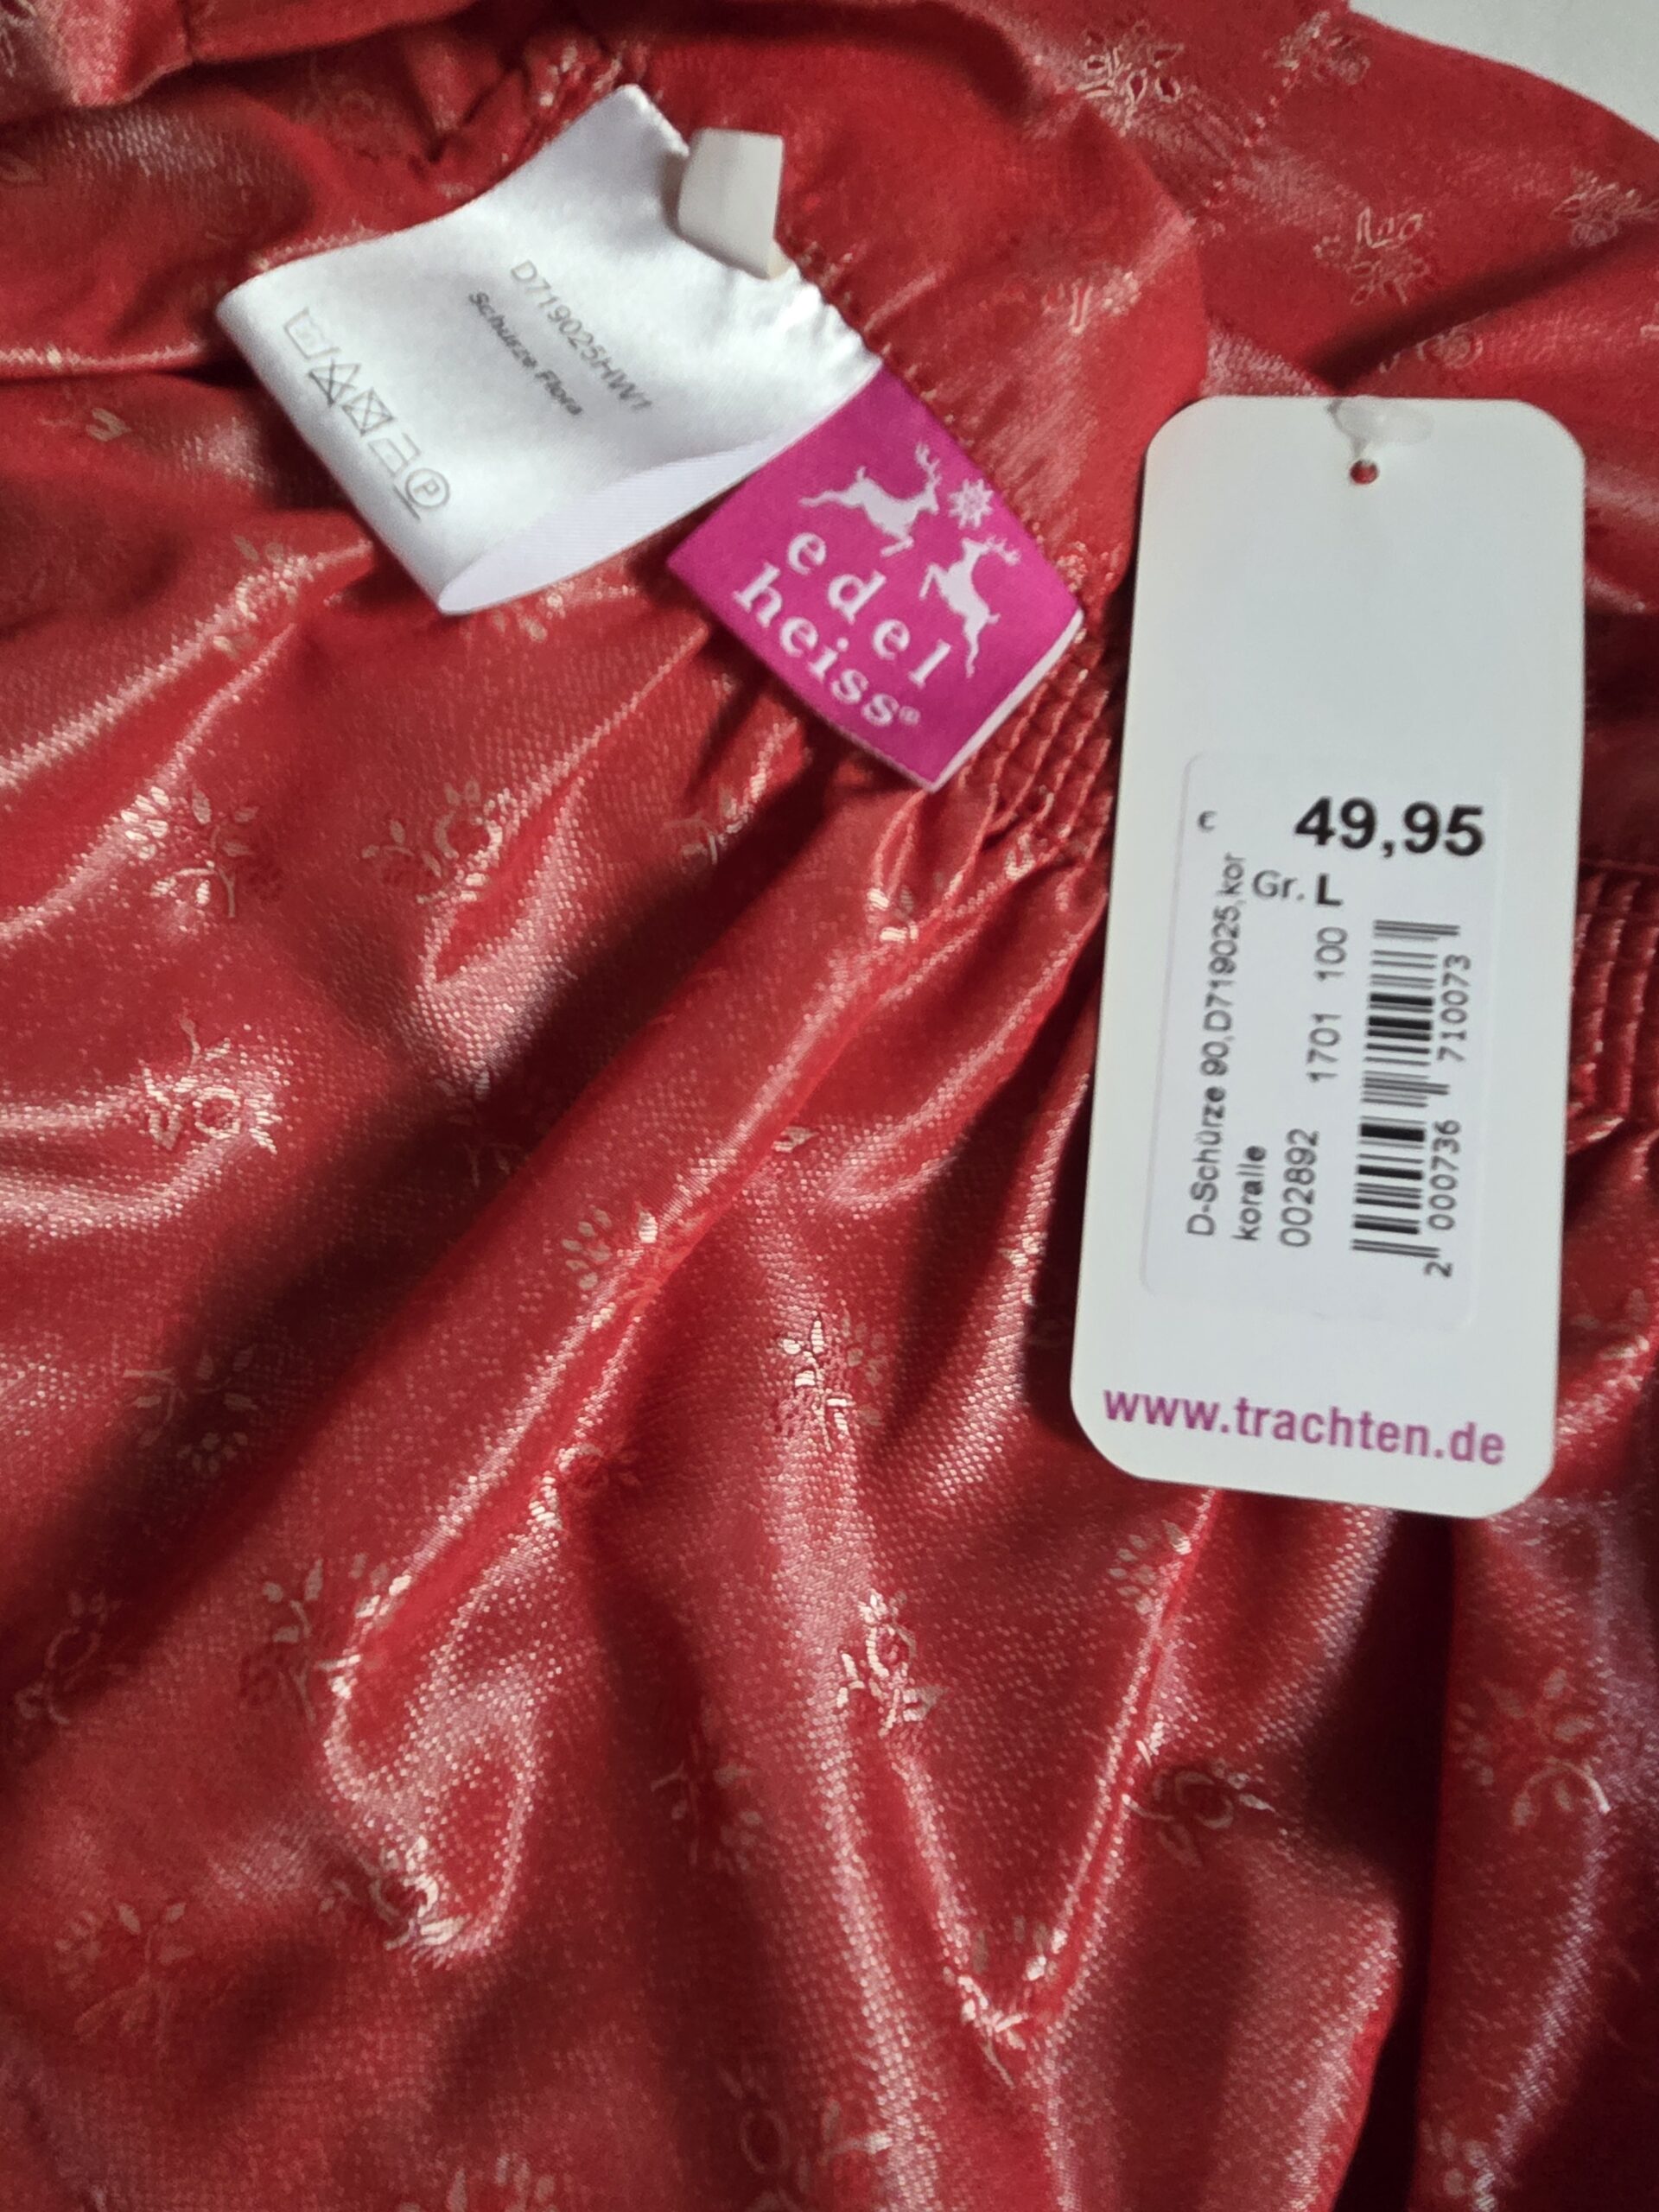 D719025HW1
Schürze Flora
P
edel
heiss®
€ 49,95
Gr. L
D-Schürze 90,D719025,kor
koralle
002892 1701 100
2 000736 710073
www.trachten.de